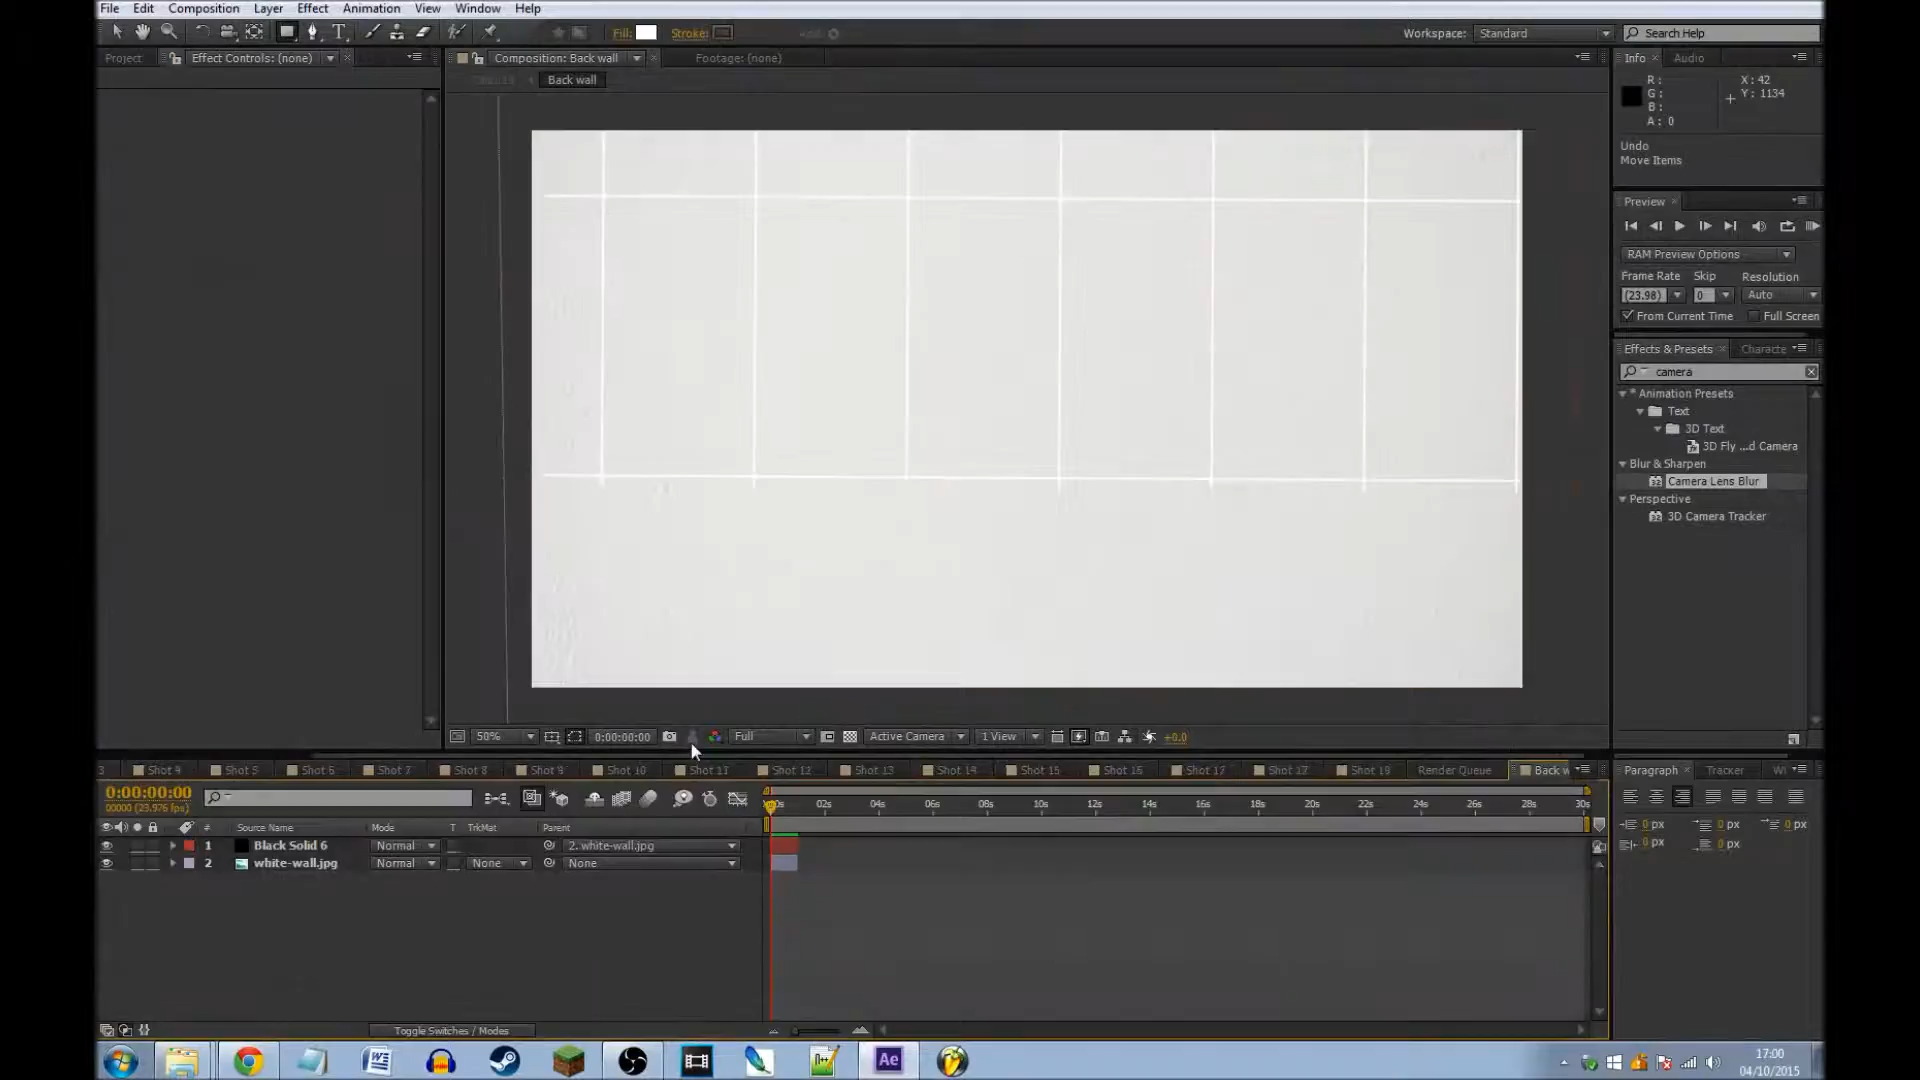 File Edit Composition Layer Effect Animation View Window Help
Fill: Stroke: Workspace: Standard Search Help
Project Effect Controls: (none) Composition: Back wall Footage: (none) Info Audio
Back wall
R: X: 42
G: Y: 1134
B:
A: 0
Undo
Move Items
Preview
RAM Preview Options
Frame Rate Skip Resolution
(23.98) 0 Auto
From Current Time Full Screen
Effects & Presets Characte
camera
* Animation Presets
Text
3D Text
3D Fly ...d Camera
Blur & Sharpen
Camera Lens Blur
Perspective
3D Camera Tracker
50% 0:00:00:00 Full Active Camera 1 View +0.0
3 Shot 4 Shot 5 Shot 6 Shot 7 Shot 8 Shot 9 Shot 10 Shot 11 Shot 12 Shot 13 Shot 14 Shot 15 Shot 16 Shot 17 Shot 17 Shot 19 Render Queue Back w
Paragraph Tracker Wi
0:00:00:00
00000 (23.976 fps)
02s 04s 06s 08s 10s 12s 14s 16s 18s 20s 22s 24s 26s 28s 30s
# Source Name Mode T TrkMat Parent
1 Black Solid 6 Normal 2. white-wall.jpg
2 white-wall.jpg Normal None None
0 px 0 px 0 px
0 px 0 px
Toggle Switches / Modes
Ae
17:00
04/10/2015